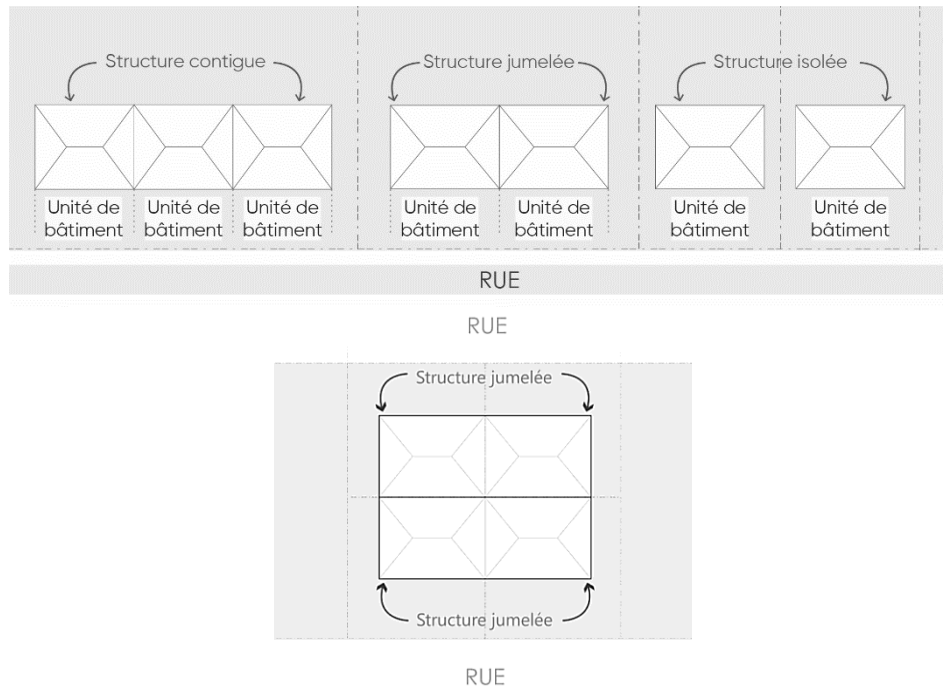 Structure contigue
Structure jumelée
Structure isolée
Unité de
bâtiment
Unité de
bâtiment
Unité de
bâtiment
Unité de
bâtiment
Unité de
bâtiment
Unité de
bâtiment
Unité de
bâtiment
RUE
RUE
Structure jumelée
Structure jumelée
RUE